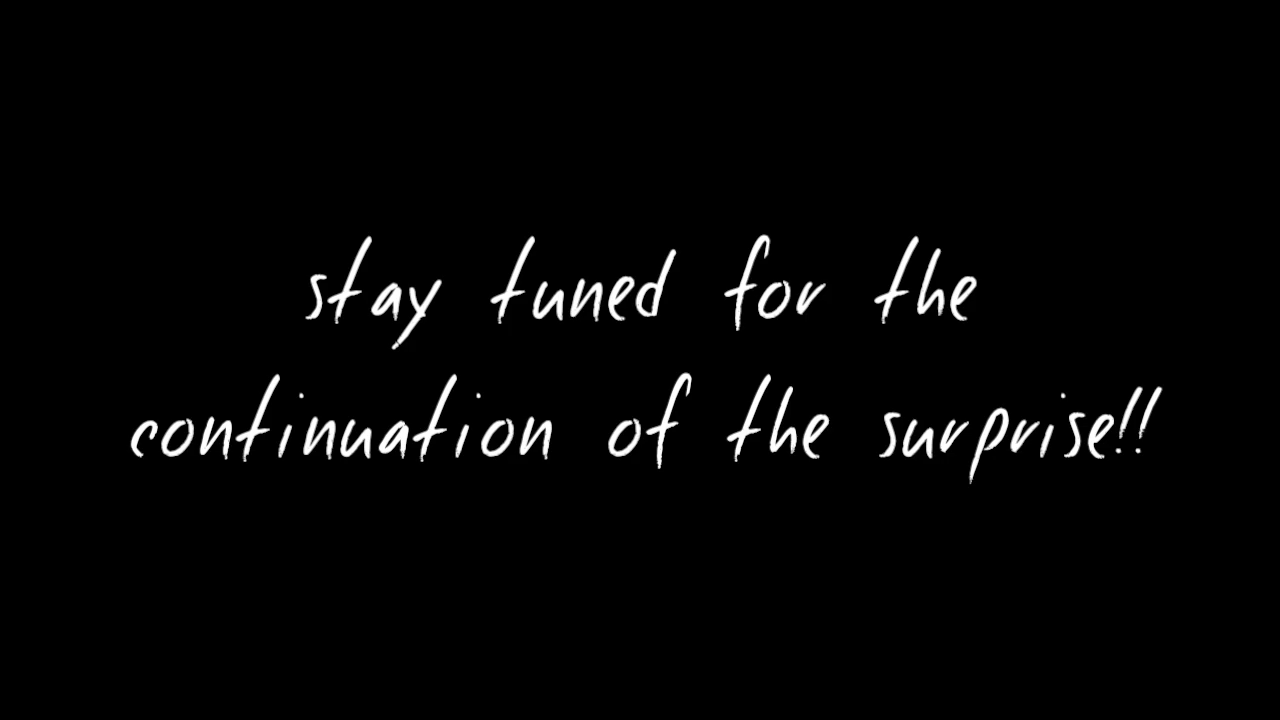 stay tuned for the
continuation of the surprise!!